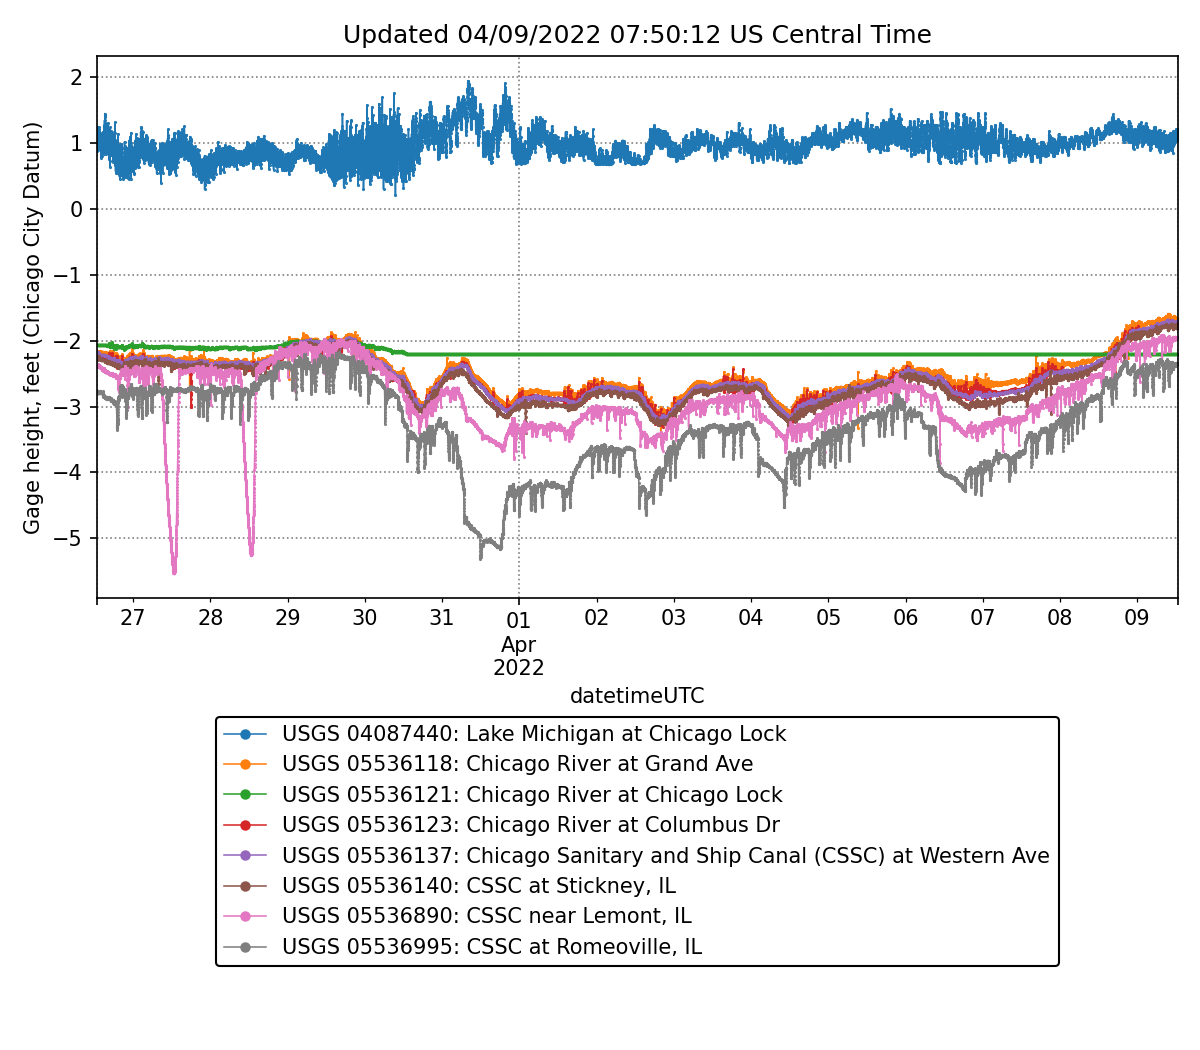 Updated 04/09/2022 07:50:12 US Central Time
Gage height, feet (Chicago City Datum)
2
1
0
−1
−2
−3
−4
−5
27 28 29 30 31 01 02 03 04 05 06 07 08 09
Apr
2022
datetimeUTC
USGS 04087440: Lake Michigan at Chicago Lock
USGS 05536118: Chicago River at Grand Ave
USGS 05536121: Chicago River at Chicago Lock
USGS 05536123: Chicago River at Columbus Dr
USGS 05536137: Chicago Sanitary and Ship Canal (CSSC) at Western Ave
USGS 05536140: CSSC at Stickney, IL
USGS 05536890: CSSC near Lemont, IL
USGS 05536995: CSSC at Romeoville, IL